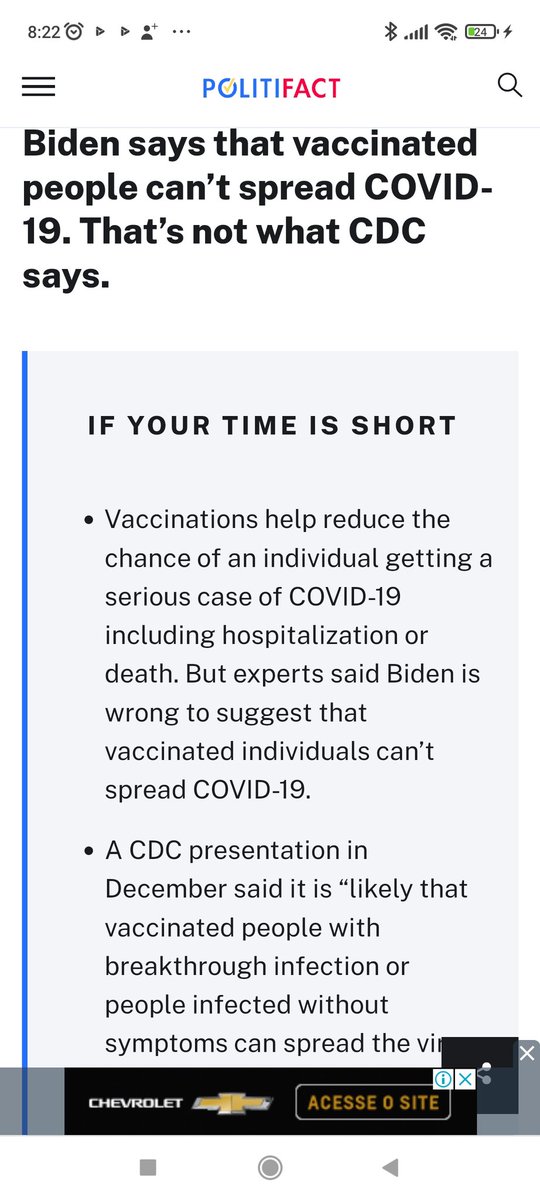 8:22
24
POLITIFACT
Biden says that vaccinated
people can’t spread COVID-
19. That’s not what CDC
says.
IF YOUR TIME IS SHORT
• Vaccinations help reduce the
chance of an individual getting a
serious case of COVID-19
including hospitalization or
death. But experts said Biden is
wrong to suggest that
vaccinated individuals can’t
spread COVID-19.
• A CDC presentation in
December said it is “likely that
vaccinated people with
breakthrough infection or
people infected without
symptoms can spread the
CHEVROLET
ACESSE O SITE